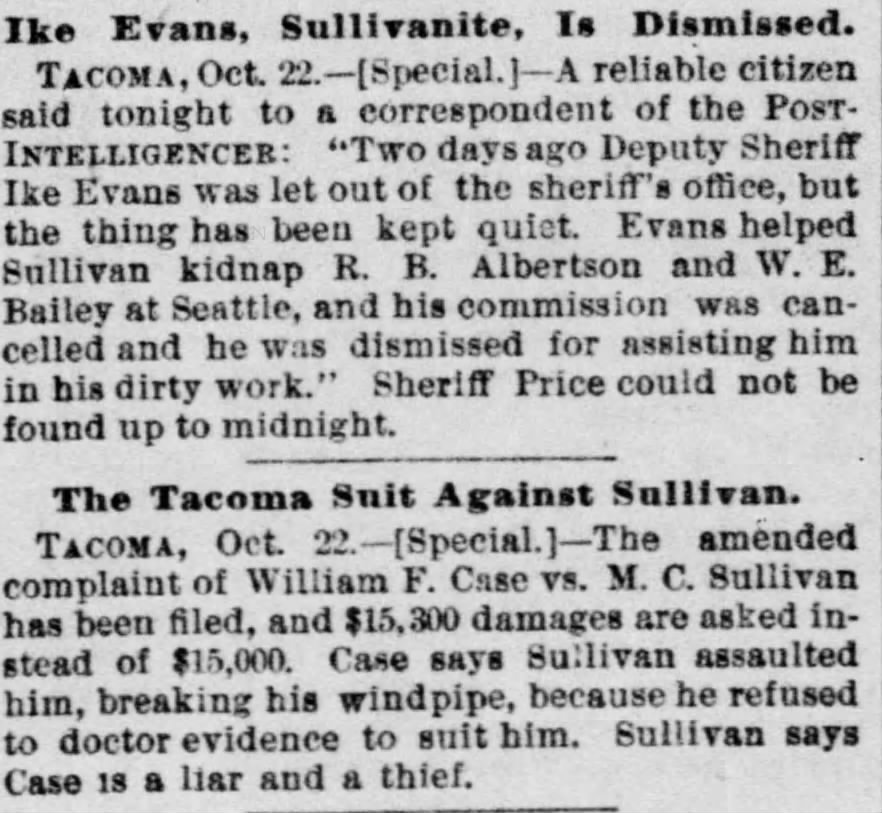 Ike Evans, Sullivanite, Is Dismissed.
TACOMA, Oct. 22.—[Special.]—A reliable citizen
said tonight to a correspondent of the POST-
INTELLIGENCER: "Two days ago Deputy Sheriff
Ike Evans was let out of the sheriff's office, but
the thing has been kept quiet. Evans helped
Sullivan kidnap R. B. Albertson and W. E.
Bailey at Seattle, and his commission was can-
celled and he was dismissed for assisting him
in his dirty work." Sheriff Price could not be
found up to midnight.
The Tacoma Suit Against Sullivan.
TACOMA, Oct. 22.—[Special.]—The amended
complaint of William F. Case vs. M. C. Sullivan
has been filed, and $15,300 damages are asked in-
stead of $15,000. Case says Sullivan assaulted
him, breaking his windpipe, because he refused
to doctor evidence to suit him. Sullivan says
Case is a liar and a thief.